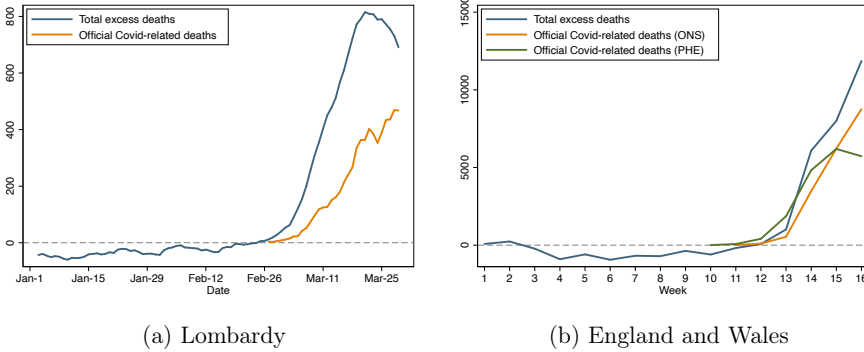 Total excess deaths
Official Covid-related deaths
800
600
400
200
0
Jan-1 Jan-15 Jan-29 Feb-12 Feb-26 Mar-11 Mar-25
Date
(a) Lombardy
Total excess deaths
Official Covid-related deaths (ONS)
Official Covid-related deaths (PHE)
15000
10000
5000
0
1 2 3 4 5 6 7 8 9 10 11 12 13 14 15 16
Week
(b) England and Wales